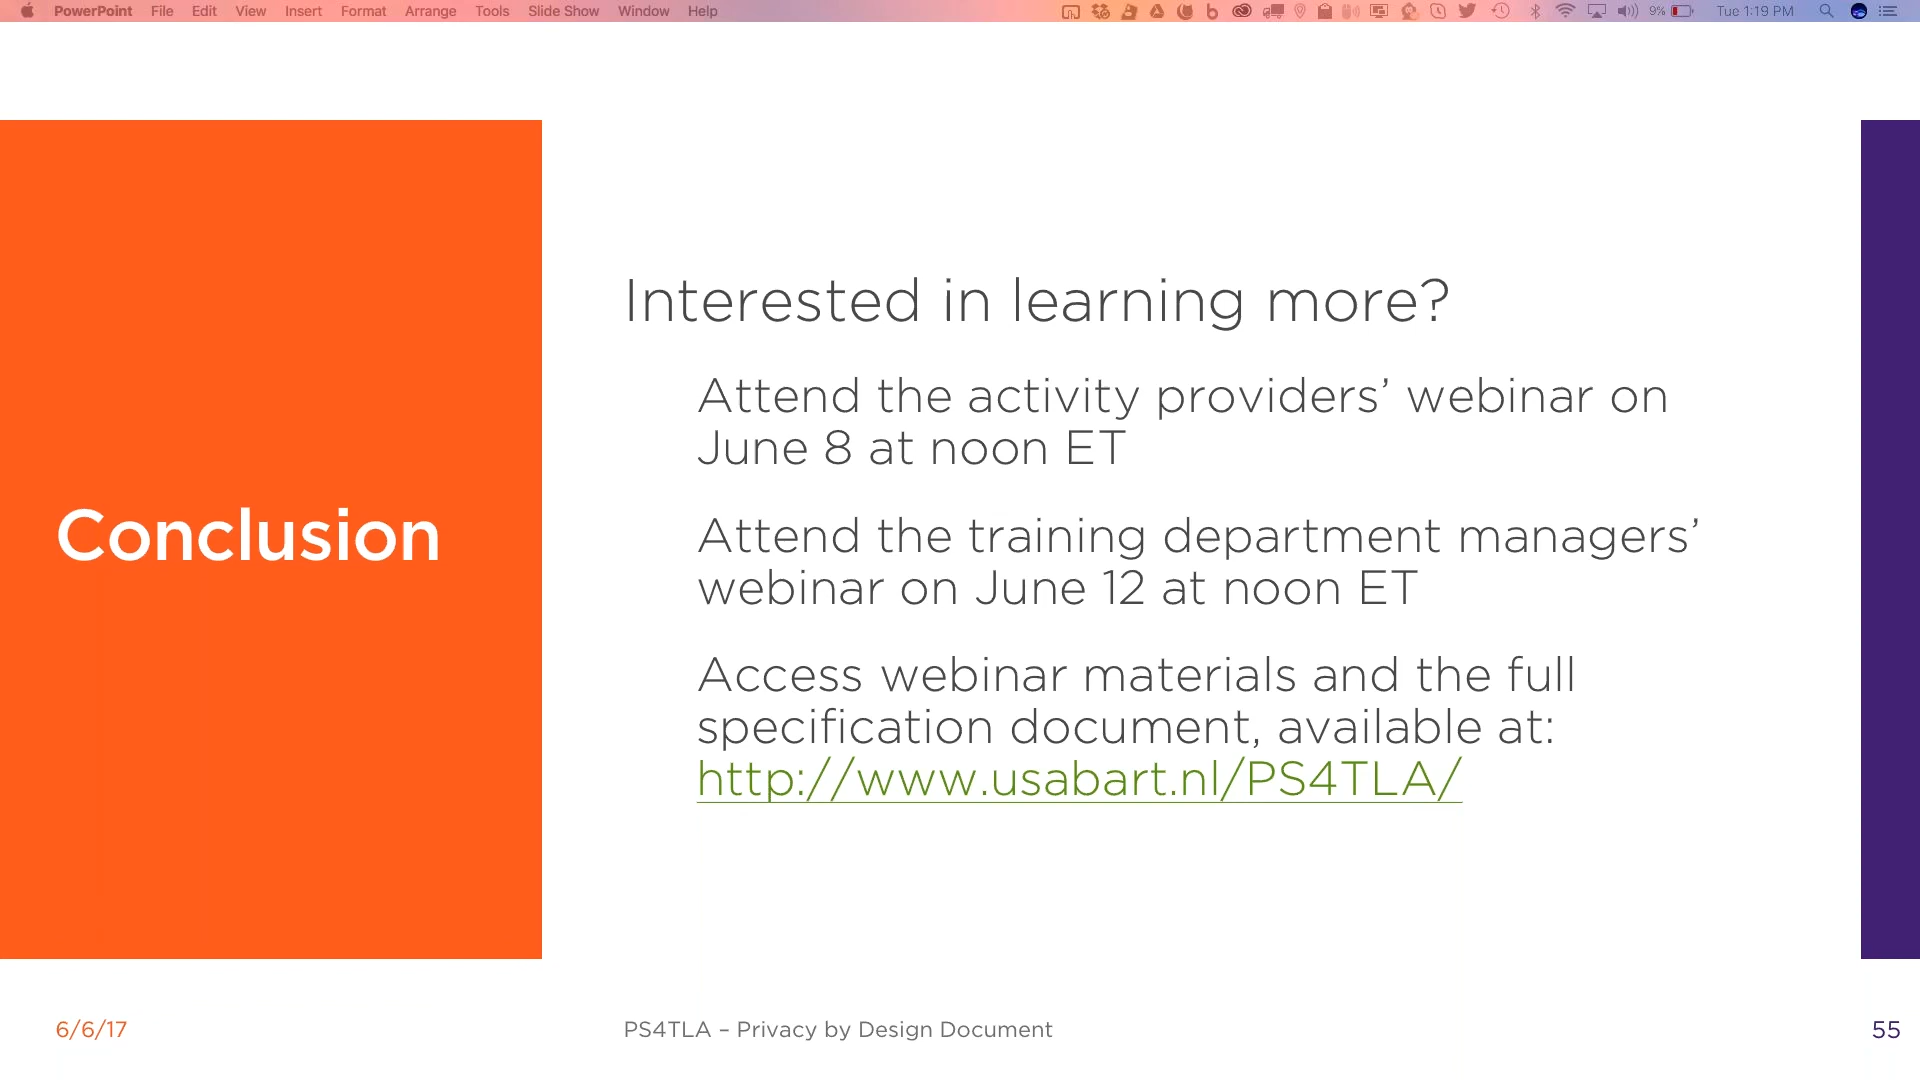 PowerPoint File Edit View Insert Format Arrange Tools Slide Show Window Help 9% Tue 1:19 PM
Conclusion
Interested in learning more?
Attend the activity providers’ webinar on
June 8 at noon ET
Attend the training department managers’
webinar on June 12 at noon ET
Access webinar materials and the full
specification document, available at:
http://www.usabart.nl/PS4TLA/
6/6/17
PS4TLA – Privacy by Design Document
55